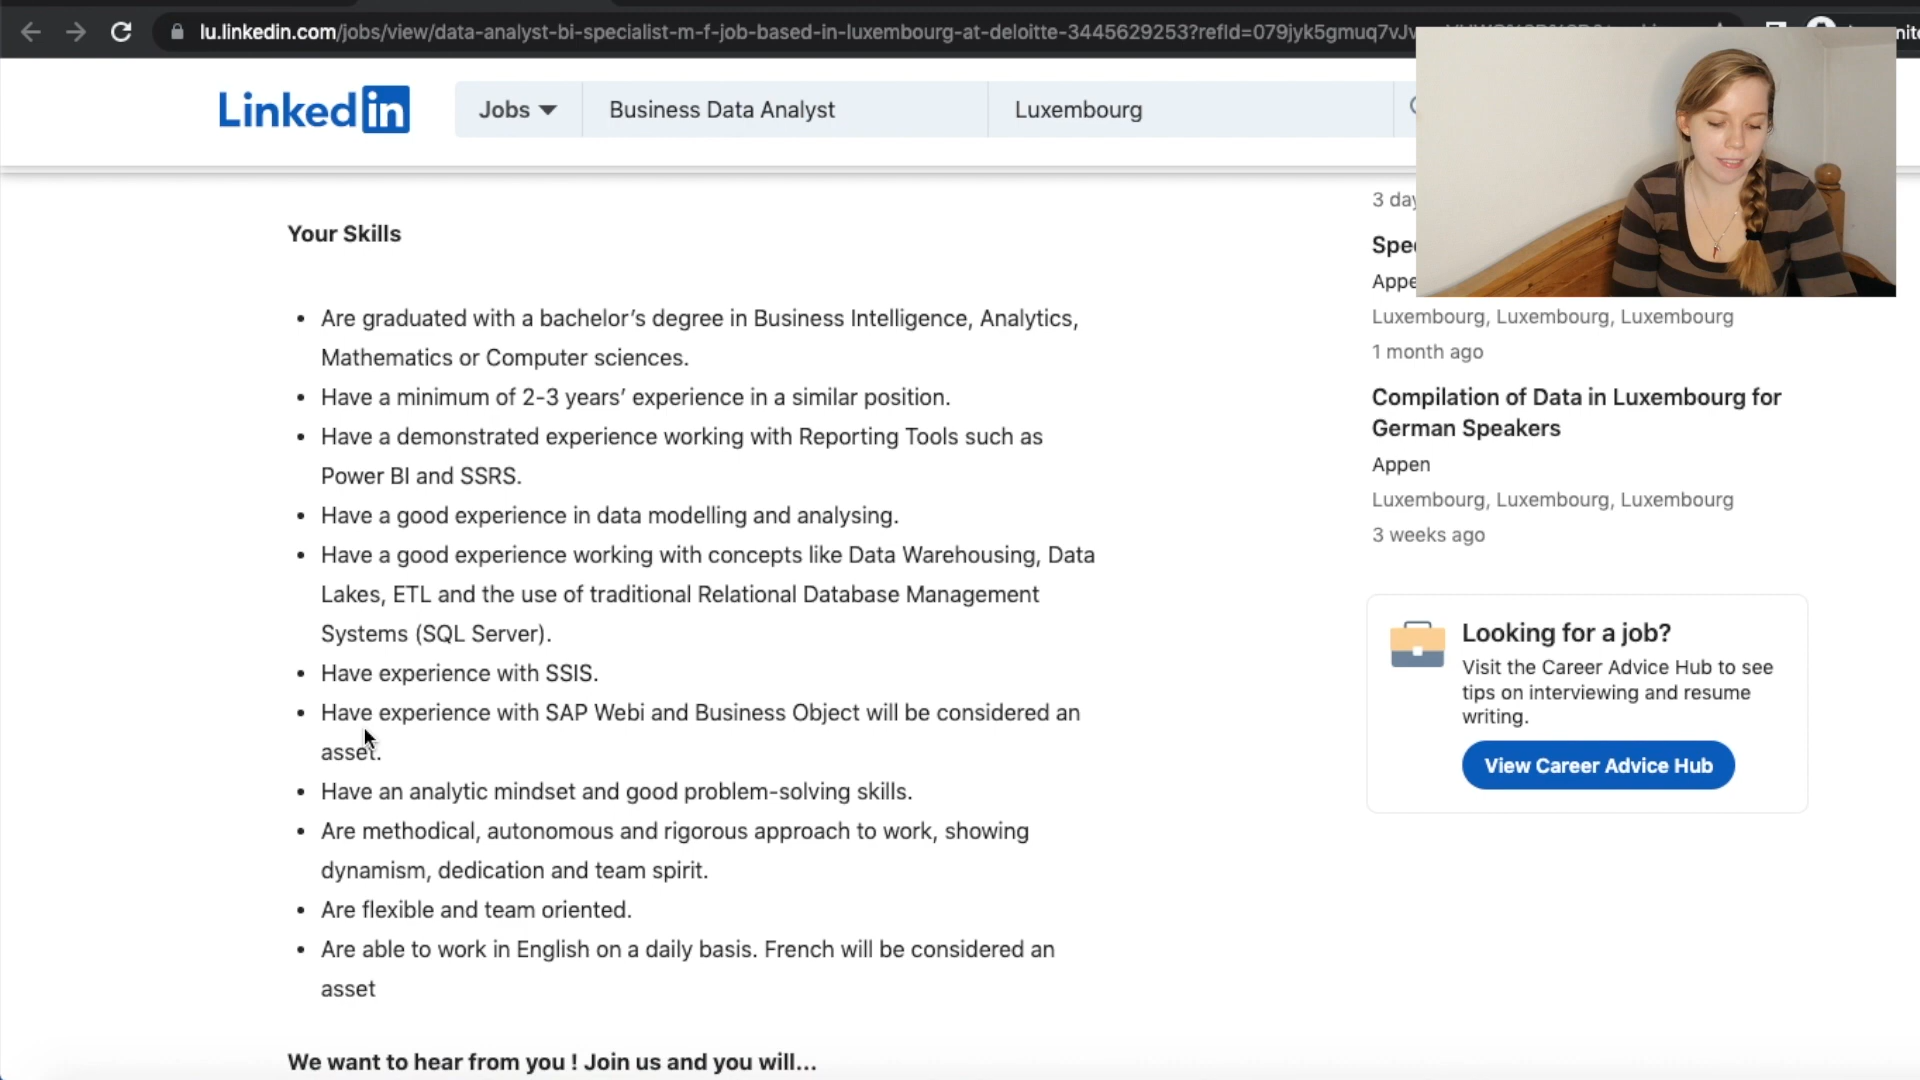 lu.linkedin.com/jobs/view/data-analyst-bi-specialist-m-f-job-based-in-luxembourg-at-deloitte-3445629253?refId=079jyk5gmuq7vJv
Linkedin
Jobs
Business Data Analyst
Luxembourg
Your Skills
• Are graduated with a bachelor’s degree in Business Intelligence, Analytics,
Mathematics or Computer sciences.
• Have a minimum of 2-3 years’ experience in a similar position.
• Have a demonstrated experience working with Reporting Tools such as
Power BI and SSRS.
• Have a good experience in data modelling and analysing.
• Have a good experience working with concepts like Data Warehousing, Data
Lakes, ETL and the use of traditional Relational Database Management
Systems (SQL Server).
• Have experience with SSIS.
• Have experience with SAP Webi and Business Object will be considered an
asset.
• Have an analytic mindset and good problem-solving skills.
• Are methodical, autonomous and rigorous approach to work, showing
dynamism, dedication and team spirit.
• Are flexible and team oriented.
• Are able to work in English on a daily basis. French will be considered an
asset
We want to hear from you ! Join us and you will...
3 day
Spe
Appe
Luxembourg, Luxembourg, Luxembourg
1 month ago
Compilation of Data in Luxembourg for
German Speakers
Appen
Luxembourg, Luxembourg, Luxembourg
3 weeks ago
Looking for a job?
Visit the Career Advice Hub to see
tips on interviewing and resume
writing.
View Career Advice Hub